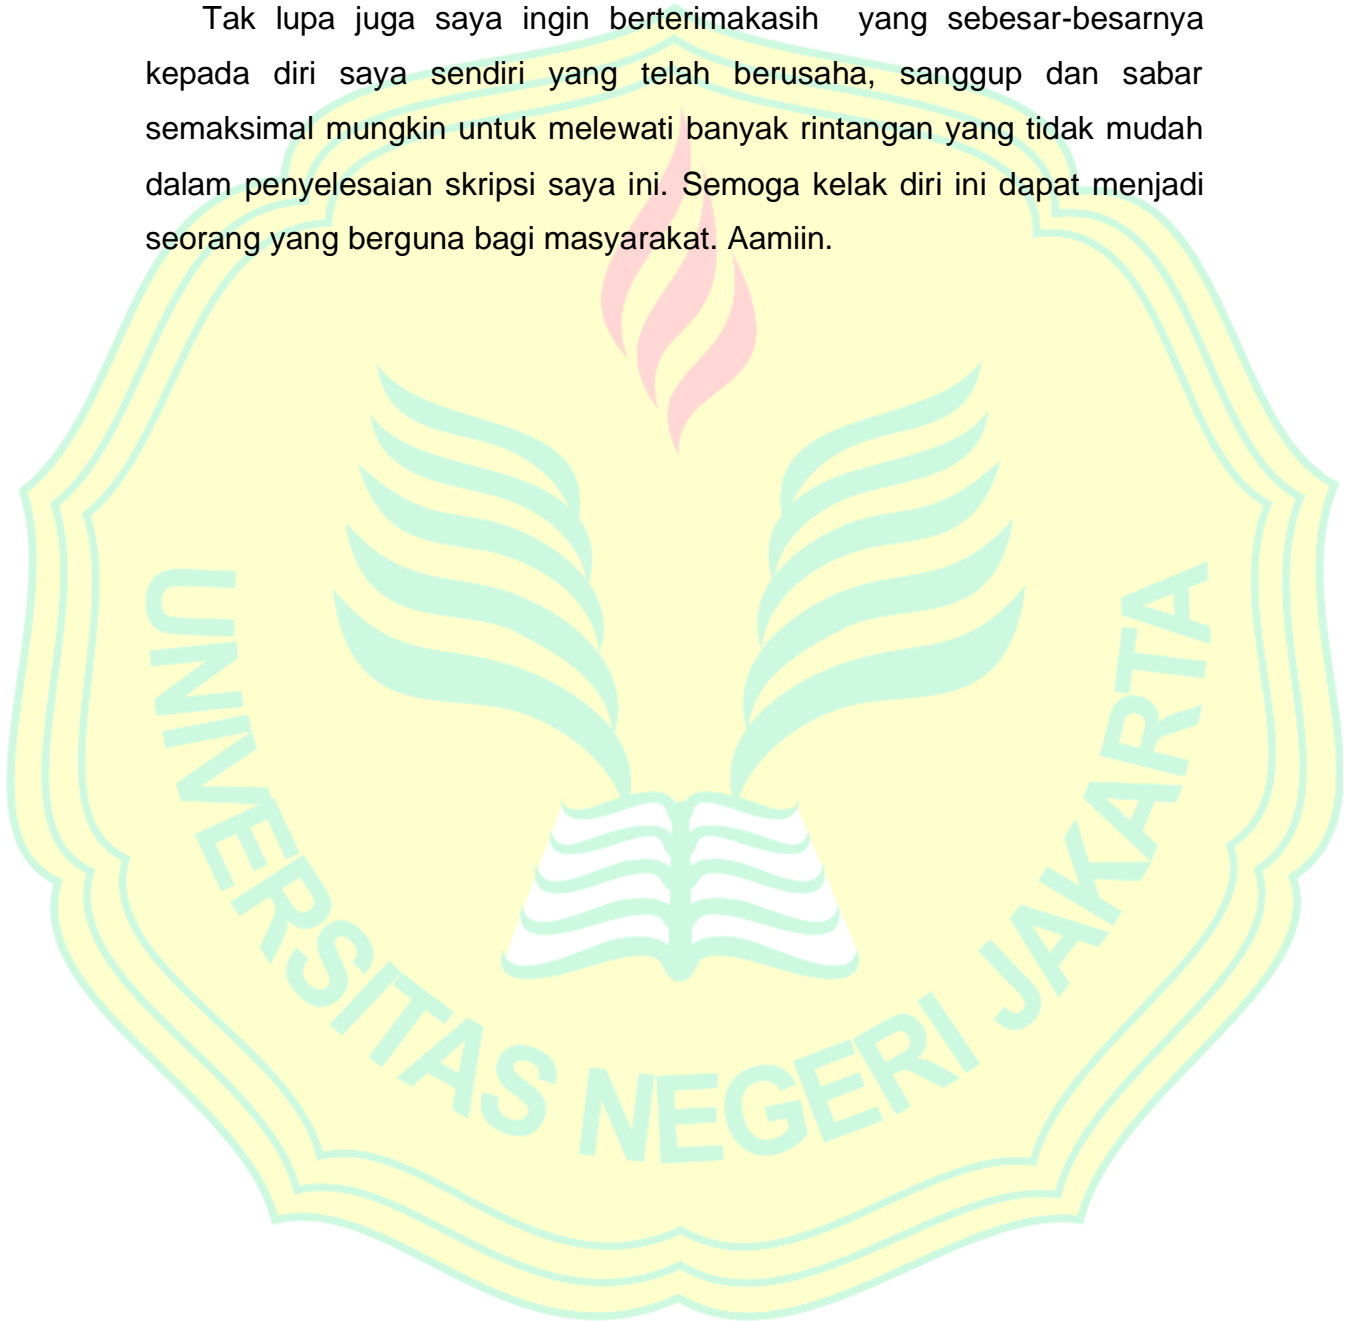 Tak lupa juga saya ingin berterimakasih  yang sebesar-besarnya
kepada diri saya sendiri yang telah berusaha, sanggup dan sabar
semaksimal mungkin untuk melewati banyak rintangan yang tidak mudah
dalam penyelesaian skripsi saya ini. Semoga kelak diri ini dapat menjadi
seorang yang berguna bagi masyarakat. Aamiin.
UNIVERSITAS NEGERI JAKARTA